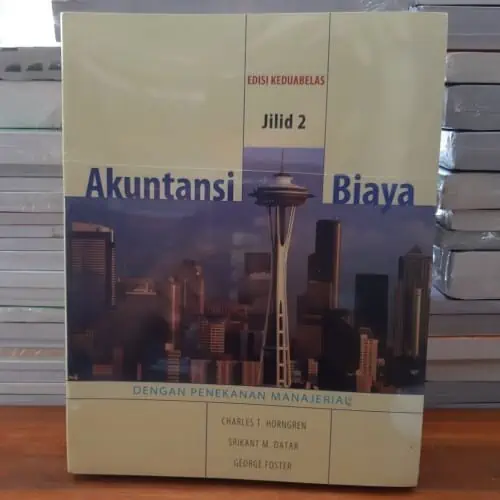 EDISI KEDUABELAS
Jilid 2
Akuntansi Biaya
DENGAN PENEKANAN MANAJERIAL
CHARLES T. HORNGREN
SRIKANT M. DATAR
GEORGE FOSTER